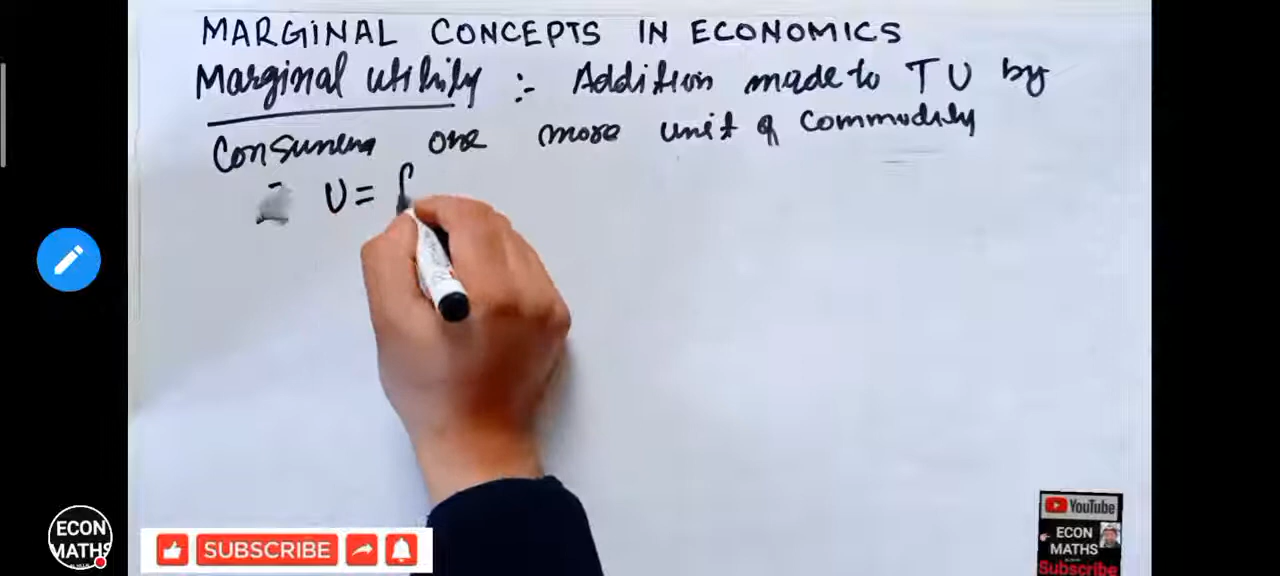 MARGINAL CONCEPTS IN ECONOMICS
Marginal utility :- Addition made to TU by
Consuming one more unit of commodity
U = f
ECON
MATHS
SUBSCRIBE
YouTube
ECON
MATHS
Subscribe